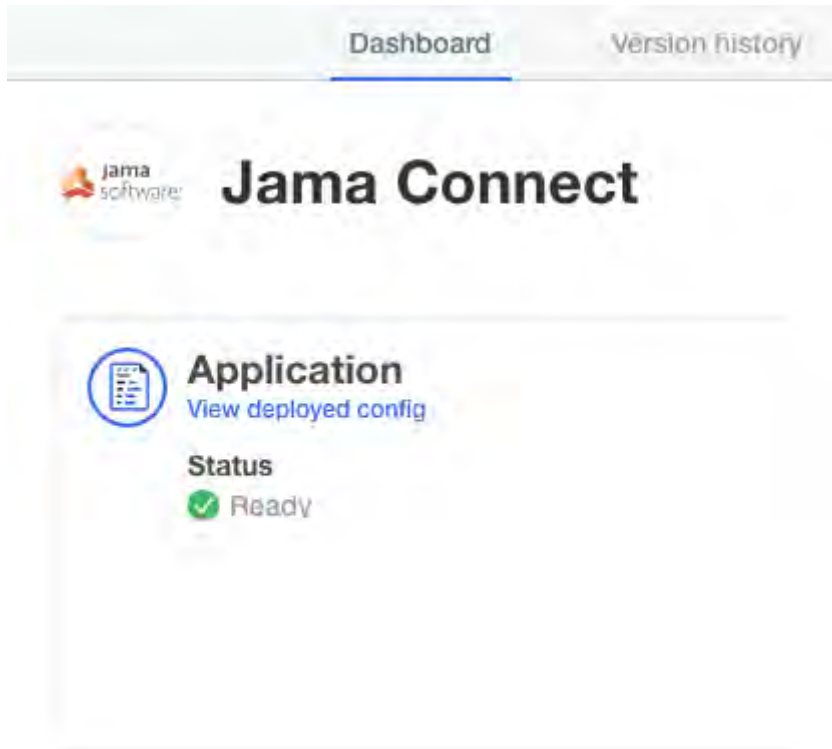 Dashboard Version history
jama
software
Jama Connect
Application
View deployed config
Status
Ready